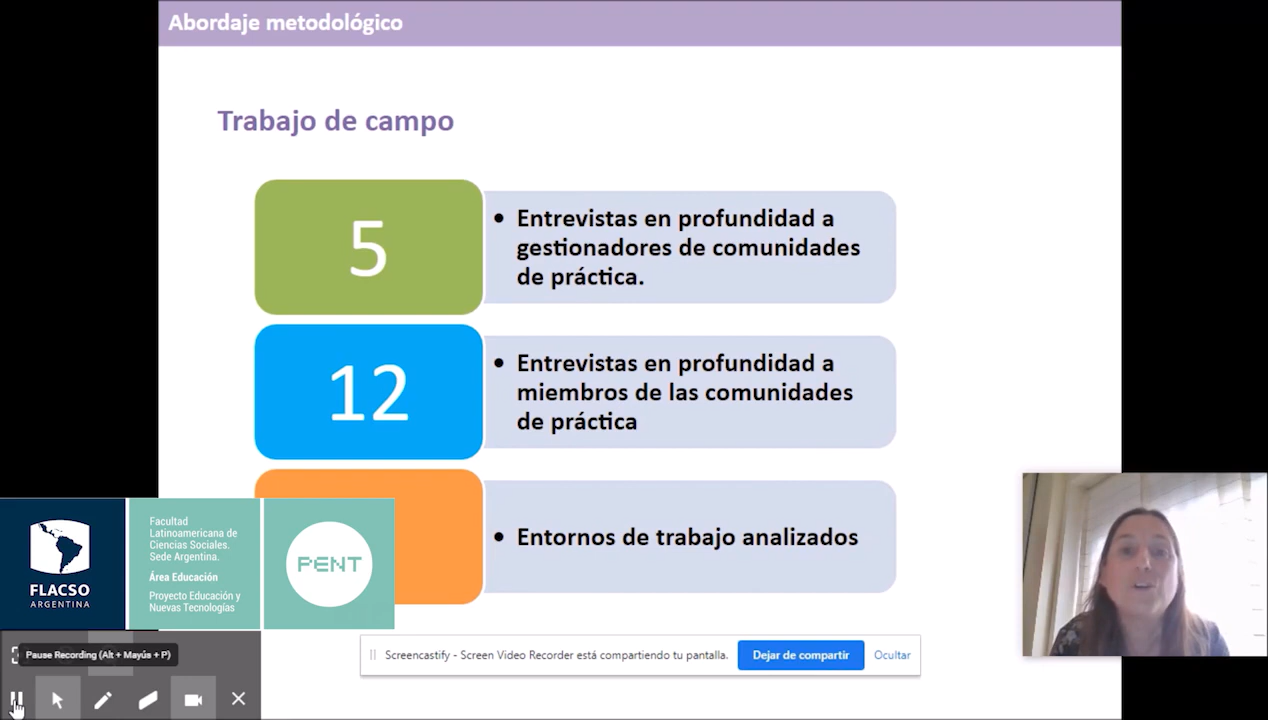 Abordaje metodológico
Trabajo de campo
5
• Entrevistas en profundidad a
gestionadores de comunidades
de práctica.
12
• Entrevistas en profundidad a
miembros de las comunidades
de práctica
• Entornos de trabajo analizados
FLACSO
ARGENTINA
Facultad
Latinoamericana de
Ciencias Sociales.
Sede Argentina.
Área Educación
Proyecto Educación y
Nuevas Tecnologías
PENT
Pause Recording (Alt + Mayús + P)
Screencastify - Screen Video Recorder está compartiendo tu pantalla.
Dejar de compartir
Ocultar